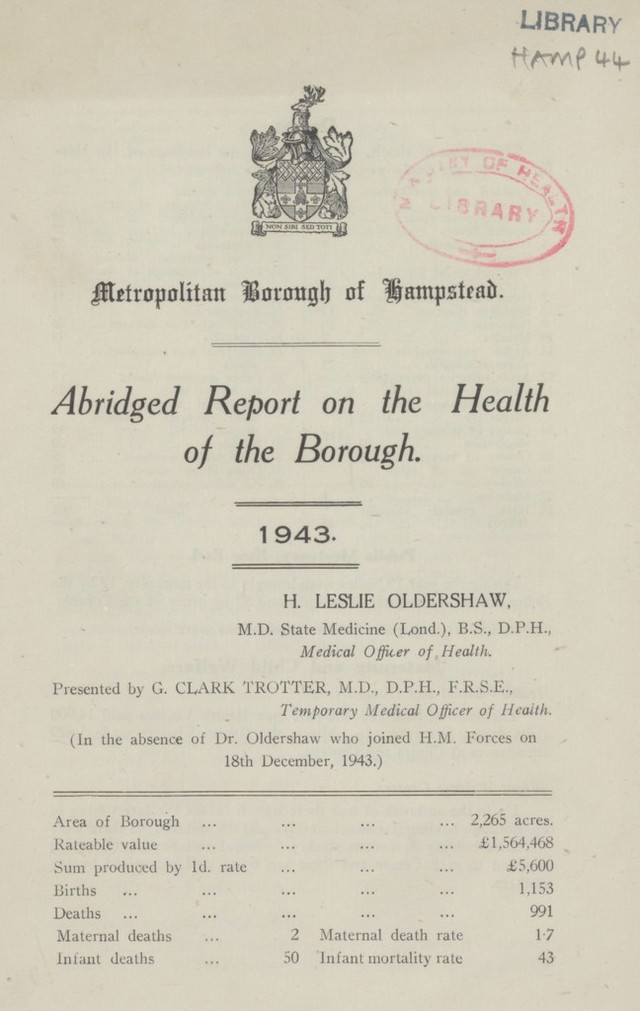 LIBRARY
HAMP 44
MINISTRY OF HEALTH
LIBRARY
NON SIBI SED TOTI
Metropolitan Borough of Hampstead.
Abridged Report on the Health
of the Borough.
1943.
H. LESLIE OLDERSHAW,
M.D. State Medicine (Lond.), B.S., D.P.H.,
Medical Officer of Health.
Presented by G. CLARK TROTTER, M.D., D.P.H., F.R.S.E.,
Temporary Medical Officer of Health.
(In the absence of Dr. Oldershaw who joined H.M. Forces on
18th December, 1943.)
Area of Borough ... ... ... ... 2,265 acres.
Rateable value ... ... ... ... £1,564,468
Sum produced by 1d. rate ... ... ... £5,600
Births ... ... ... ... ... 1,153
Deaths ... ... ... ... ... 991
Maternal deaths ... 2 Maternal death rate 1·7
Infant deaths ... 50 Infant mortality rate 43